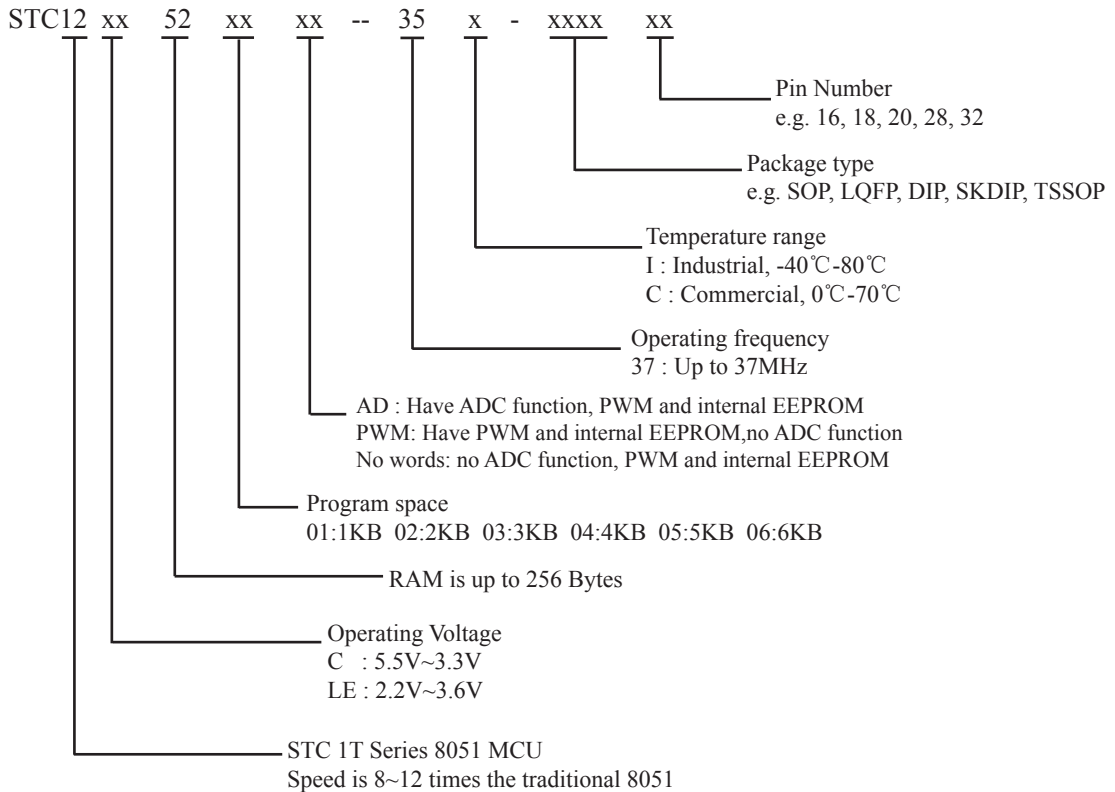 STC12 xx 52 xx xx -- 35 x - xxxx xx
Pin Number
e.g. 16, 18, 20, 28, 32
Package type
e.g. SOP, LQFP, DIP, SKDIP, TSSOP
Temperature range
I : Industrial, -40℃-80℃
C : Commercial, 0℃-70℃
Operating frequency
37 : Up to 37MHz
AD : Have ADC function, PWM and internal EEPROM
PWM: Have PWM and internal EEPROM,no ADC function
No words: no ADC function, PWM and internal EEPROM
Program space
01:1KB 02:2KB 03:3KB 04:4KB 05:5KB 06:6KB
RAM is up to 256 Bytes
Operating Voltage
C : 5.5V~3.3V
LE : 2.2V~3.6V
STC 1T Series 8051 MCU
Speed is 8~12 times the traditional 8051